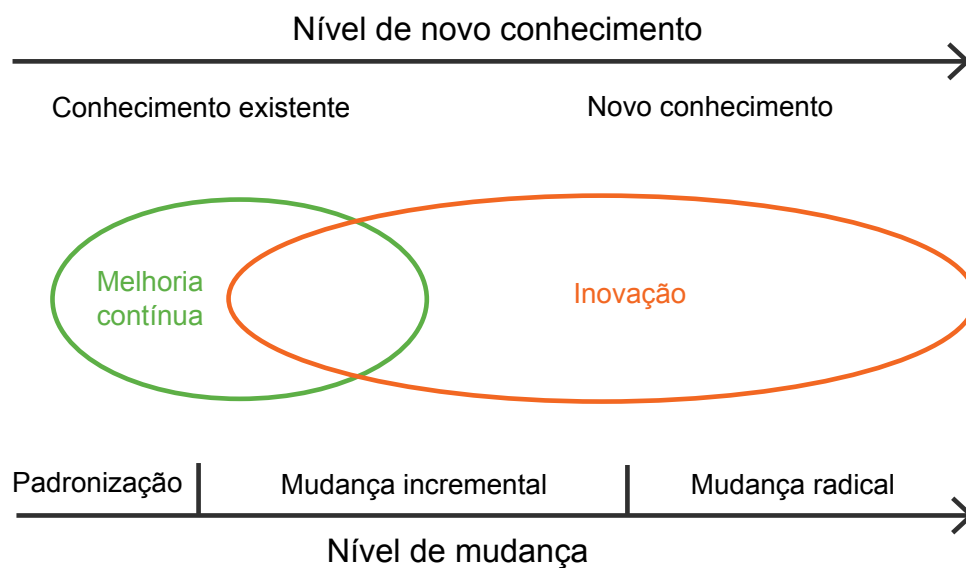 Nível de novo conhecimento
Conhecimento existente
Novo conhecimento
Melhoria
contínua
Inovação
Padronização
Mudança incremental
Mudança radical
Nível de mudança